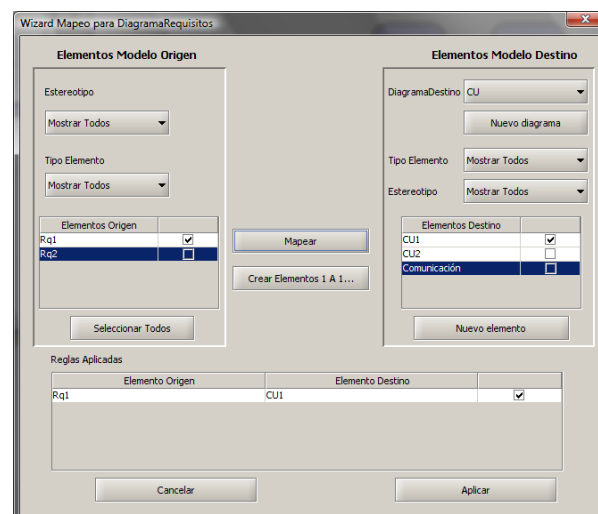 Wizard Mapeo para DiagramaRequisitos
Elementos Modelo Origen
Elementos Modelo Destino
Estereotipo
DiagramaDestino CU
Mostrar Todos
Nuevo diagrama
Tipo Elemento
Tipo Elemento Mostrar Todos
Mostrar Todos
Estereotipo Mostrar Todos
Elementos Origen
Elementos Destino
Rq1
Mapear
CU1
Rq2
CU2
Crear Elementos 1 A 1...
Comunicación
Seleccionar Todos
Nuevo elemento
Reglas Aplicadas
Elemento Origen Elemento Destino
Rq1 CU1
Cancelar Aplicar